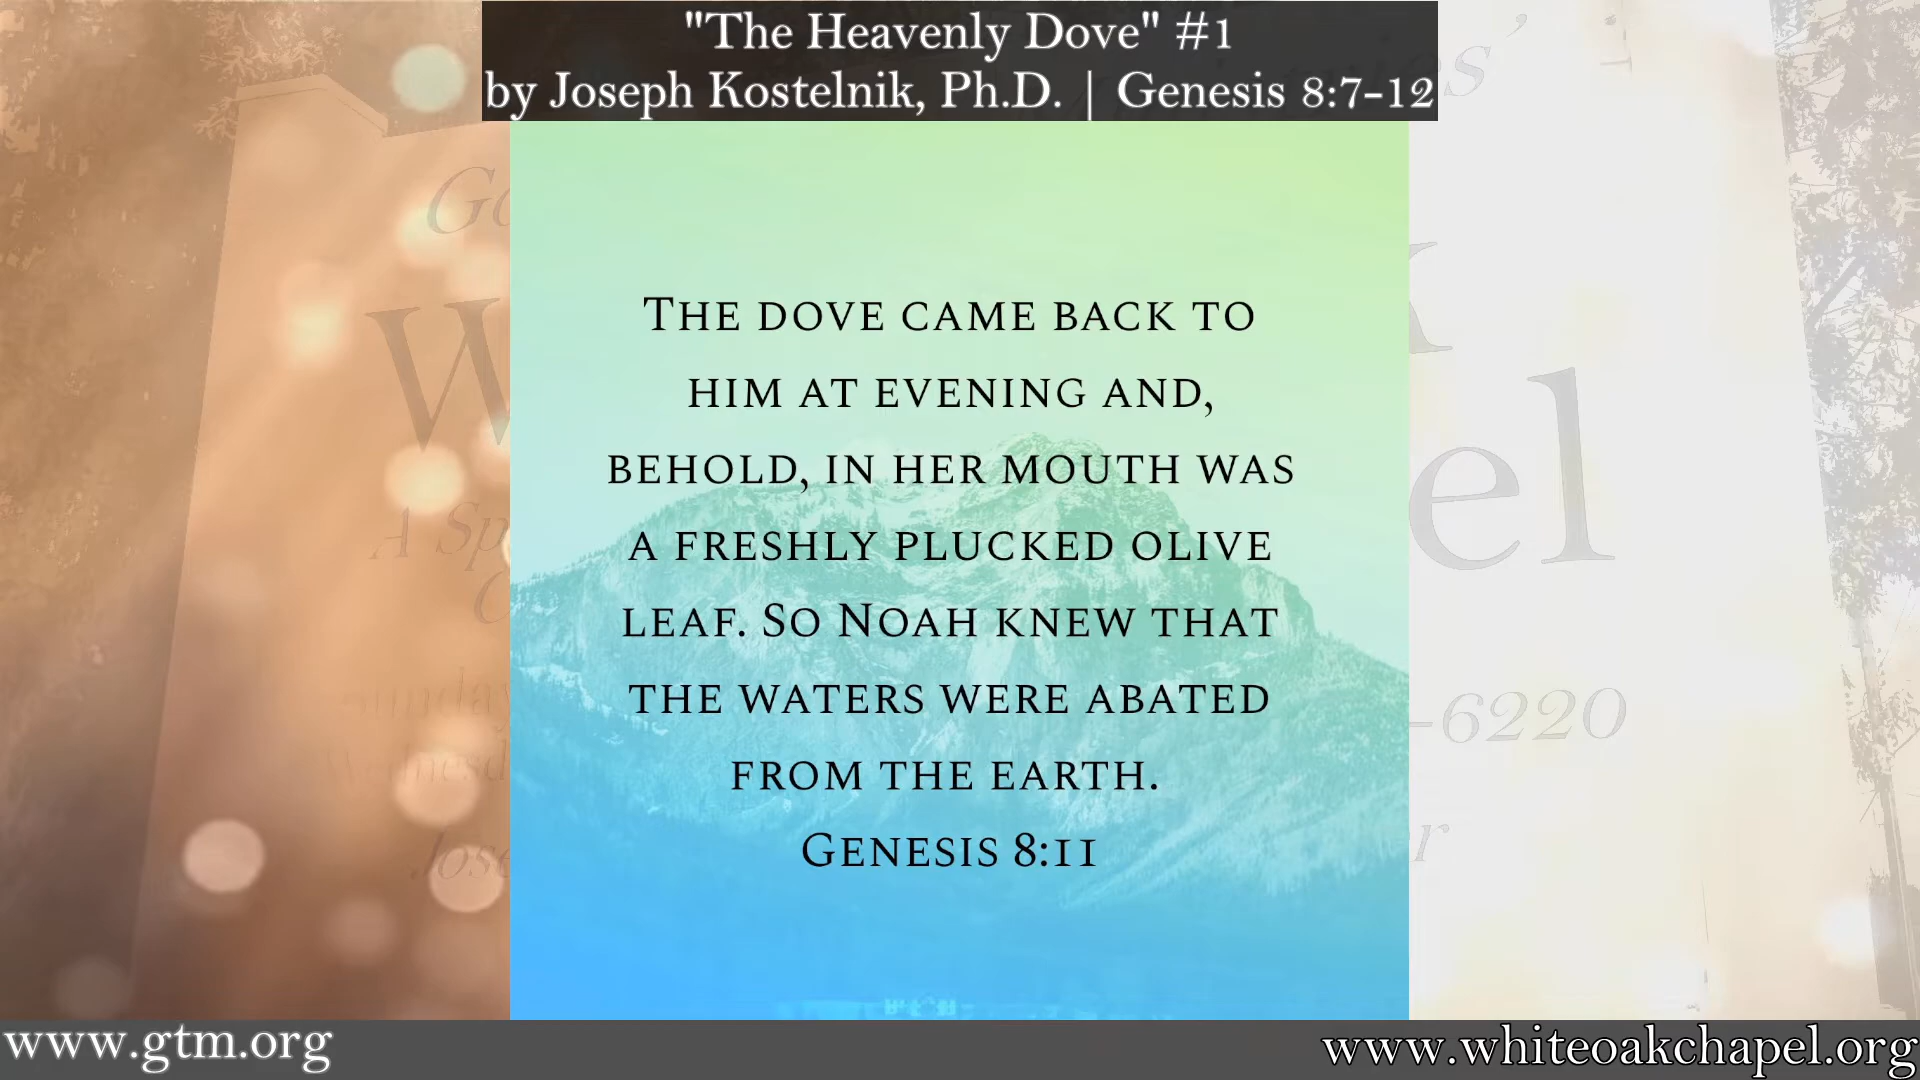 "The Heavenly Dove" #1
by Joseph Kostelnik, Ph.D. | Genesis 8:7-12
The dove came back to
him at evening and,
behold, in her mouth was
a freshly plucked olive
leaf. So Noah knew that
the waters were abated
from the earth.
Genesis 8:11
-6220
www.gtm.org
www.whiteoakchapel.org